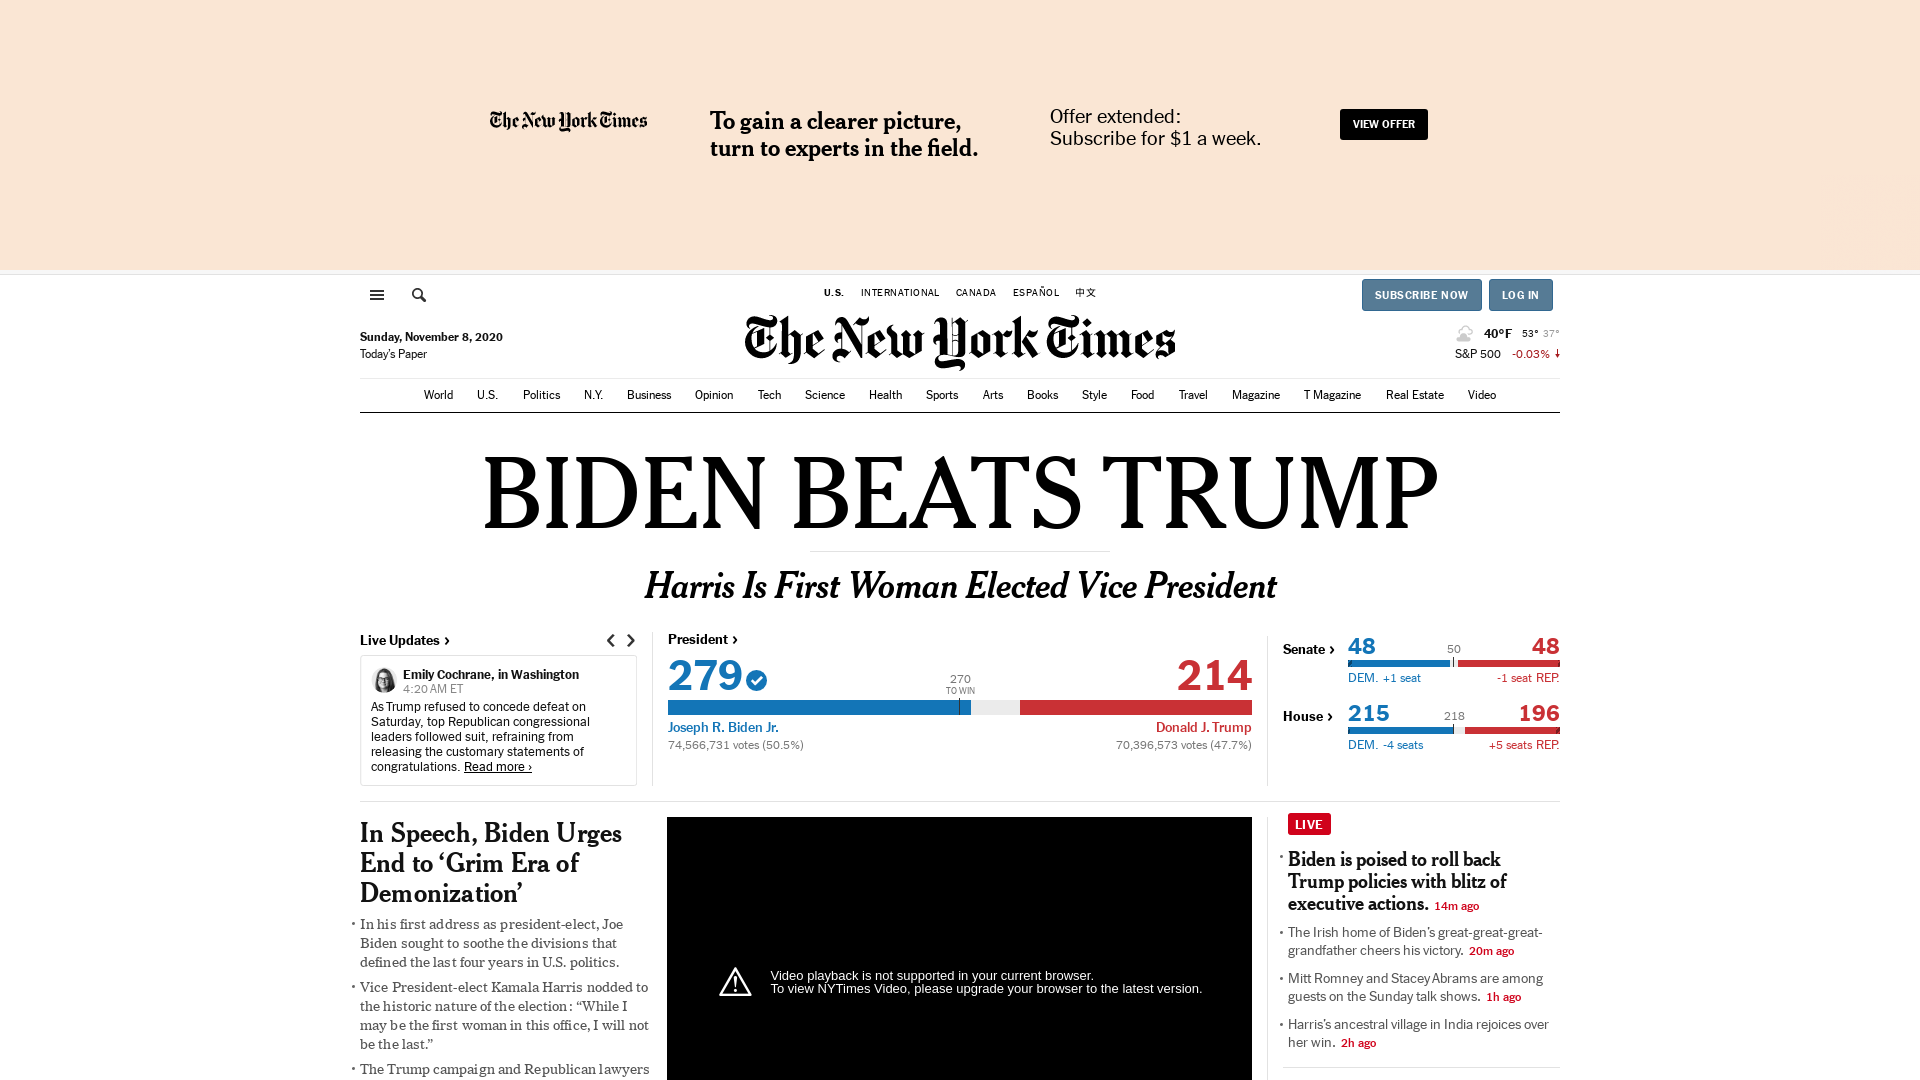 The New York Times
To gain a clearer picture,
turn to experts in the field.
Offer extended:
Subscribe for $1 a week.
VIEW OFFER
U.S. INTERNATIONAL CANADA ESPAÑOL 中文
SUBSCRIBE NOW LOG IN
Sunday, November 8, 2020
Today's Paper
The New York Times
40°F 53° 37°
S&P 500 -0.03%
World U.S. Politics N.Y. Business Opinion Tech Science Health Sports Arts Books Style Food Travel Magazine T Magazine Real Estate Video
BIDEN BEATS TRUMP
Harris Is First Woman Elected Vice President
Live Updates ›
Emily Cochrane, in Washington
4:20 AM ET
As Trump refused to concede defeat on
Saturday, top Republican congressional
leaders followed suit, refraining from
releasing the customary statements of
congratulations. Read more ›
President ›
279 214
270
TO WIN
Joseph R. Biden Jr. Donald J. Trump
74,566,731 votes (50.5%) 70,396,573 votes (47.7%)
Senate › 48 50 48
DEM. +1 seat -1 seat REP.
House › 215 218 196
DEM. -4 seats +5 seats REP.
In Speech, Biden Urges
End to ‘Grim Era of
Demonization’
• In his first address as president-elect, Joe
Biden sought to soothe the divisions that
defined the last four years in U.S. politics.
• Vice President-elect Kamala Harris nodded to
the historic nature of the election: “While I
may be the first woman in this office, I will not
be the last.”
• The Trump campaign and Republican lawyers
Video playback is not supported in your current browser.
To view NYTimes Video, please upgrade your browser to the latest version.
LIVE
• Biden is poised to roll back
Trump policies with blitz of
executive actions. 14m ago
• The Irish home of Biden’s great-great-great-
grandfather cheers his victory. 20m ago
• Mitt Romney and Stacey Abrams are among
guests on the Sunday talk shows. 1h ago
• Harris’s ancestral village in India rejoices over
her win. 2h ago